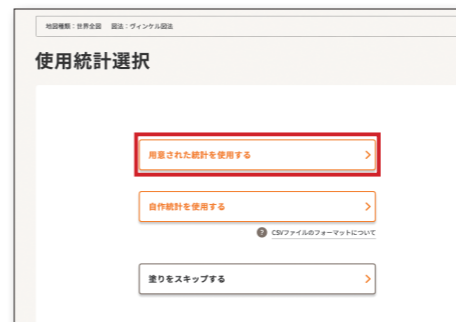 地図種類：世界全図　図法：ヴィンケル図法
使用統計選択
用意された統計を使用する
自作統計を使用する
? CSVファイルのフォーマットについて
塗りをスキップする